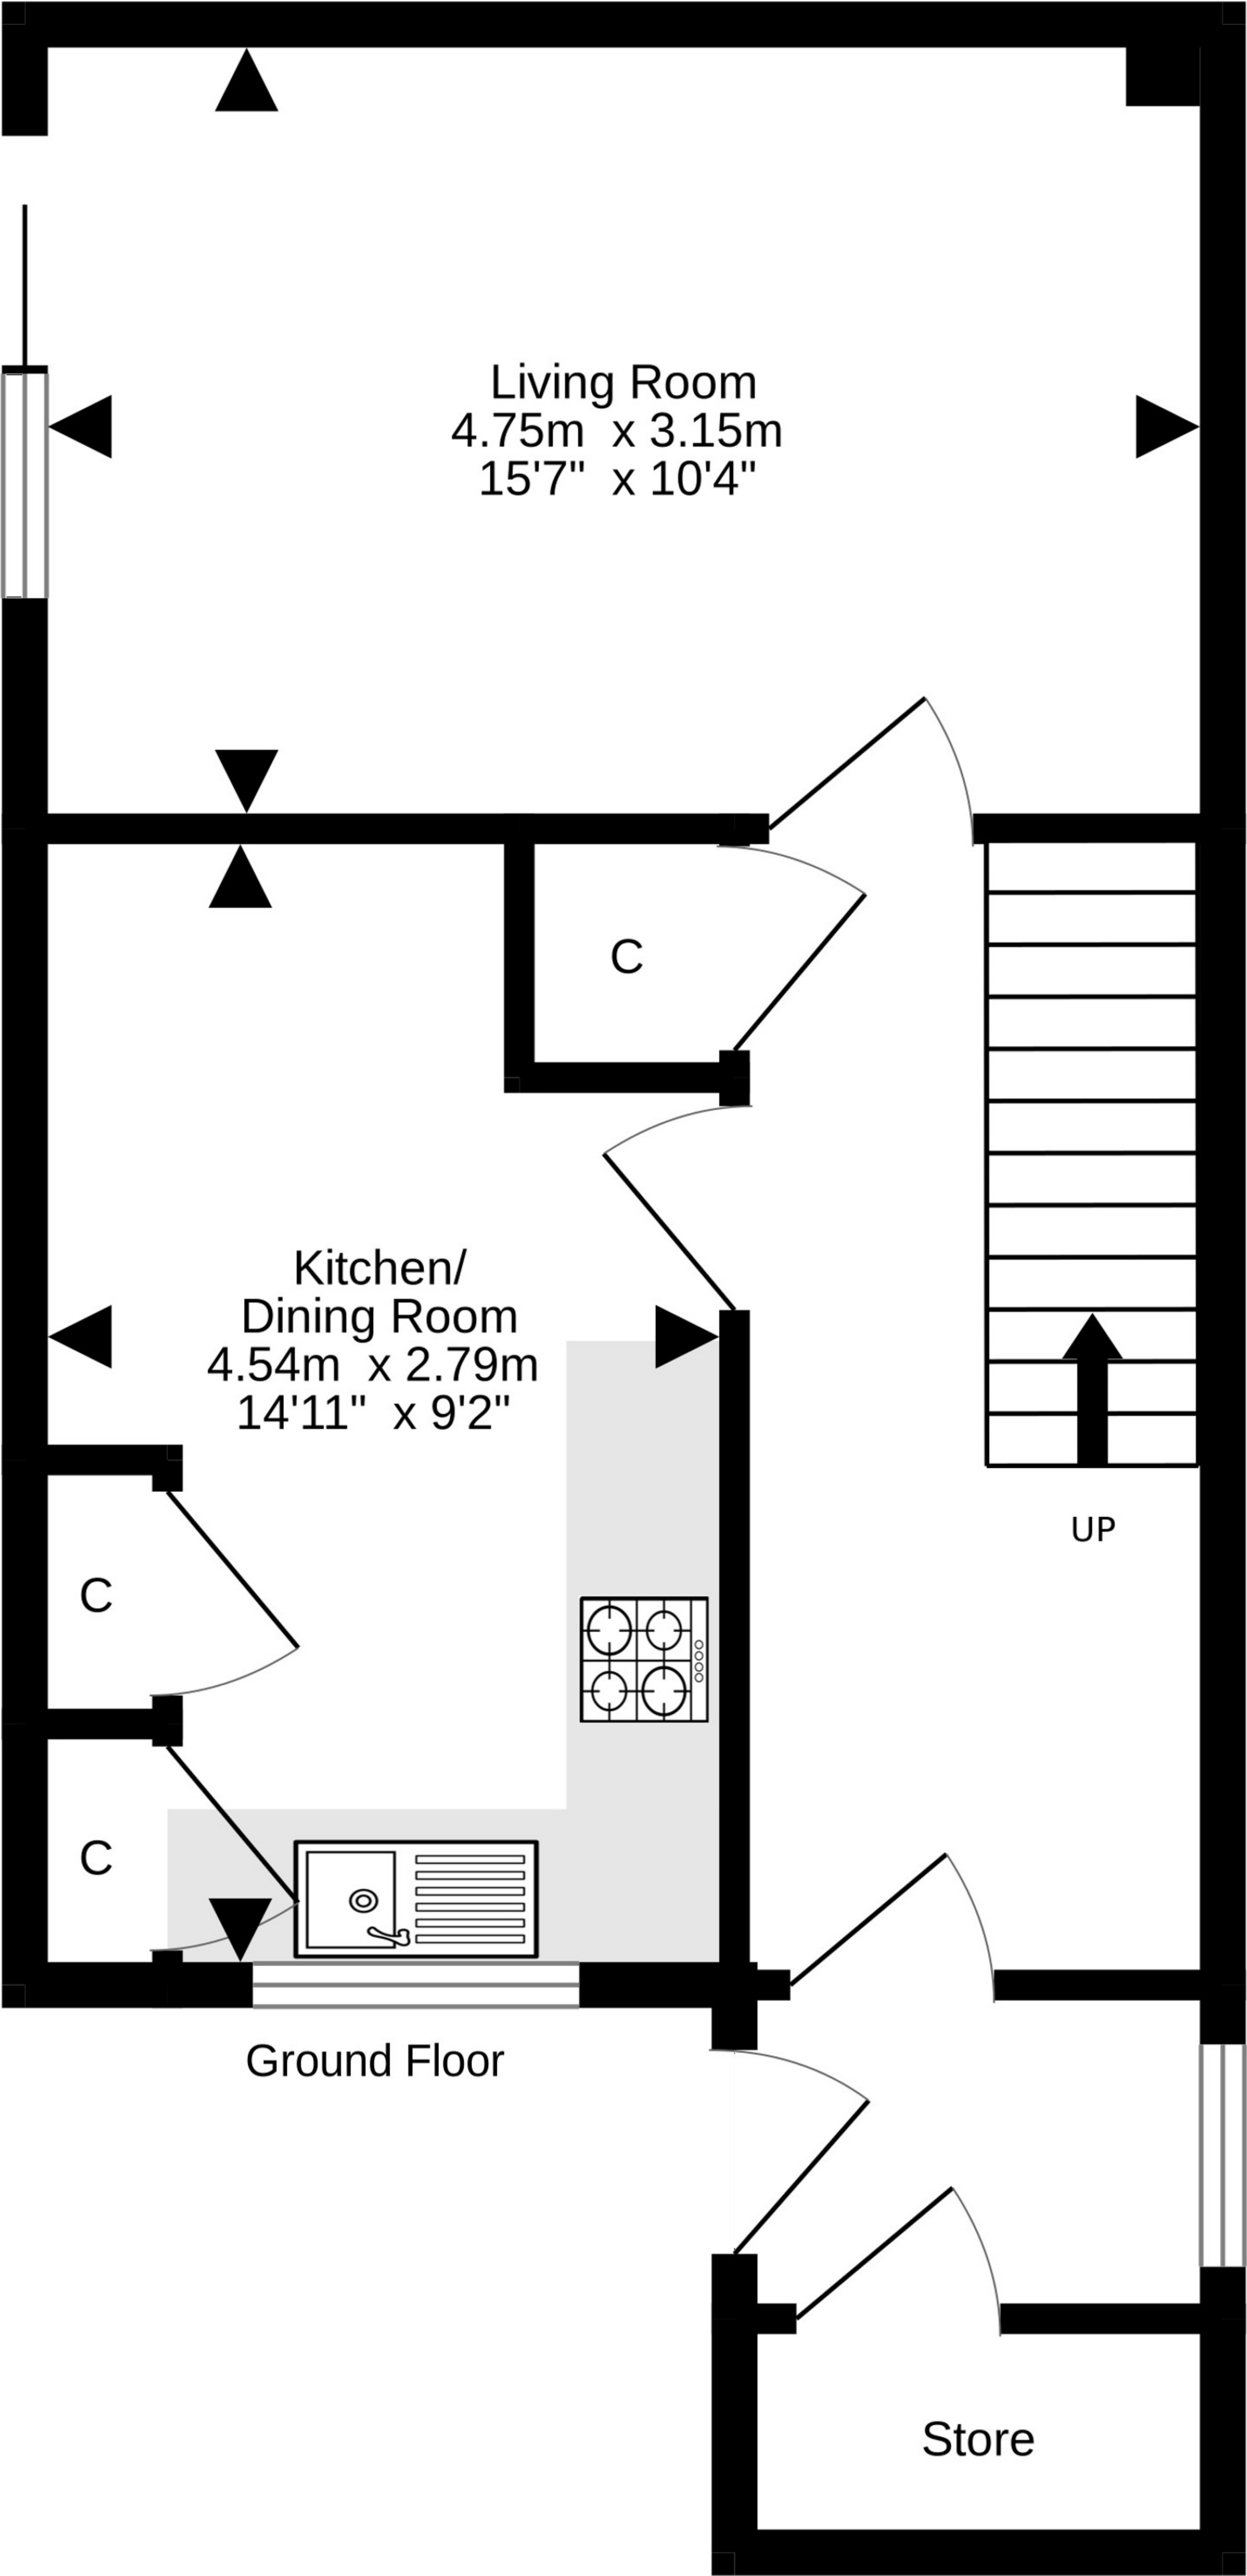 Living Room
4.75m x 3.15m
15'7" x 10'4"
C
Kitchen/
Dining Room
4.54m x 2.79m
14'11" x 9'2"
UP
C
C
Ground Floor
Store